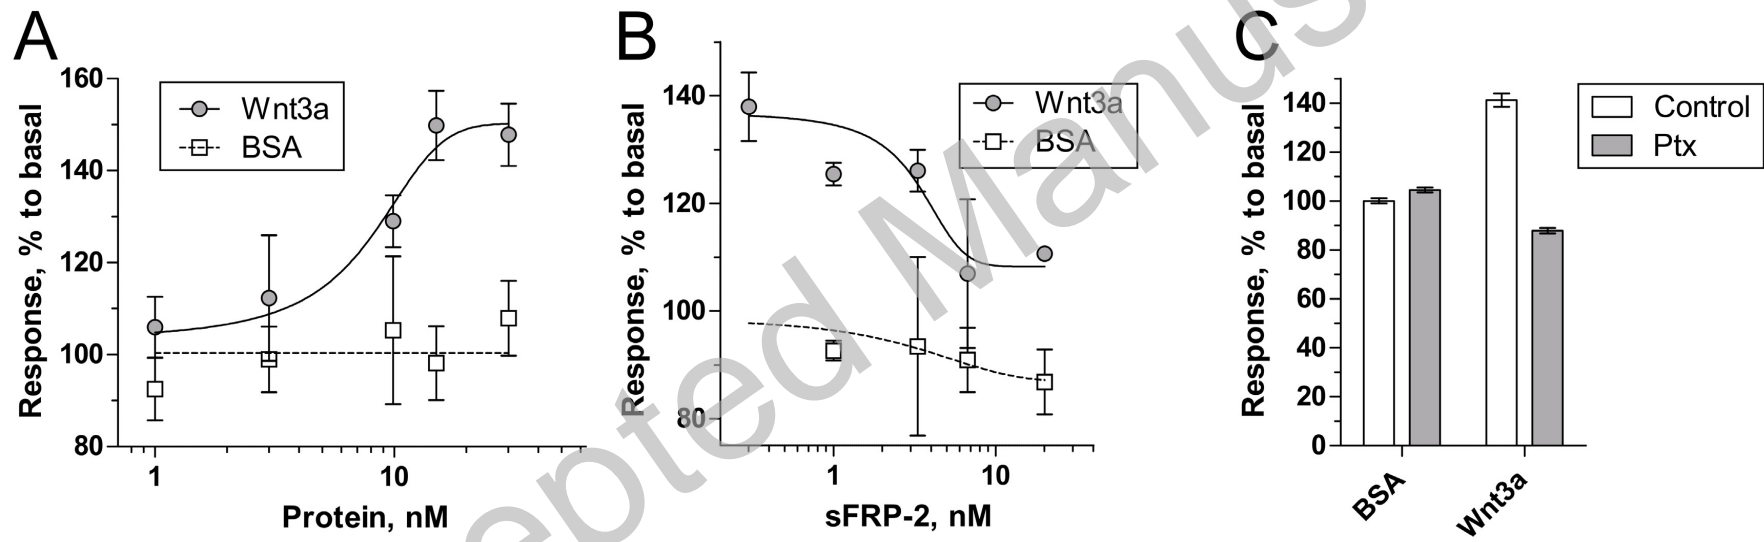 A
Response, % to basal
160
140
120
100
80
1
10
Protein, nM
Wnt3a
BSA
B
Response, % to basal
140
120
100
80
1
10
sFRP-2, nM
Wnt3a
BSA
C
Response, % to basal
140
120
100
80
60
40
20
0
BSA
Wnt3a
Control
Ptx
epted Manus